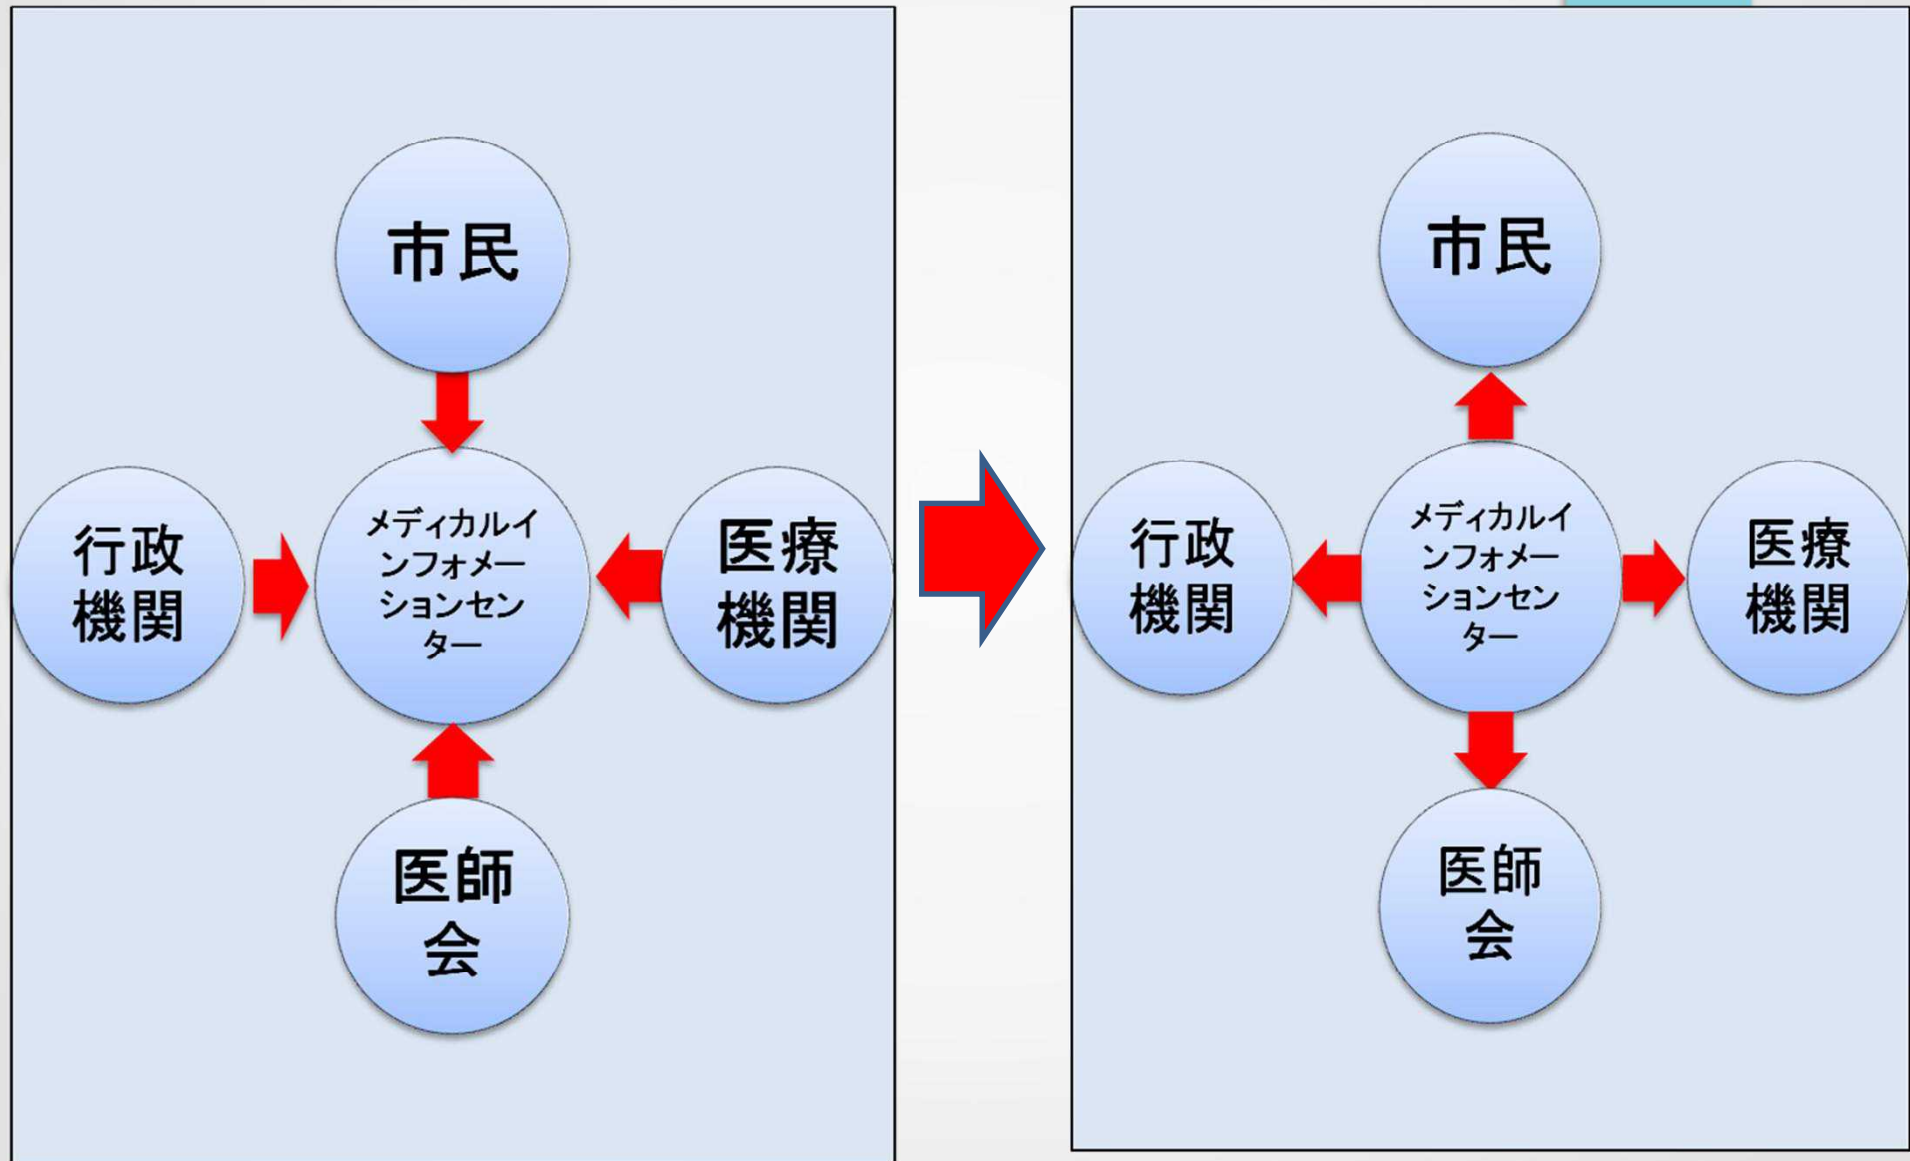 市民
行政
機関
メディカルイ
ンフォメー
ションセン
ター
医療
機関
医師
会
市民
行政
機関
メディカルイ
ンフォメー
ションセン
ター
医療
機関
医師
会